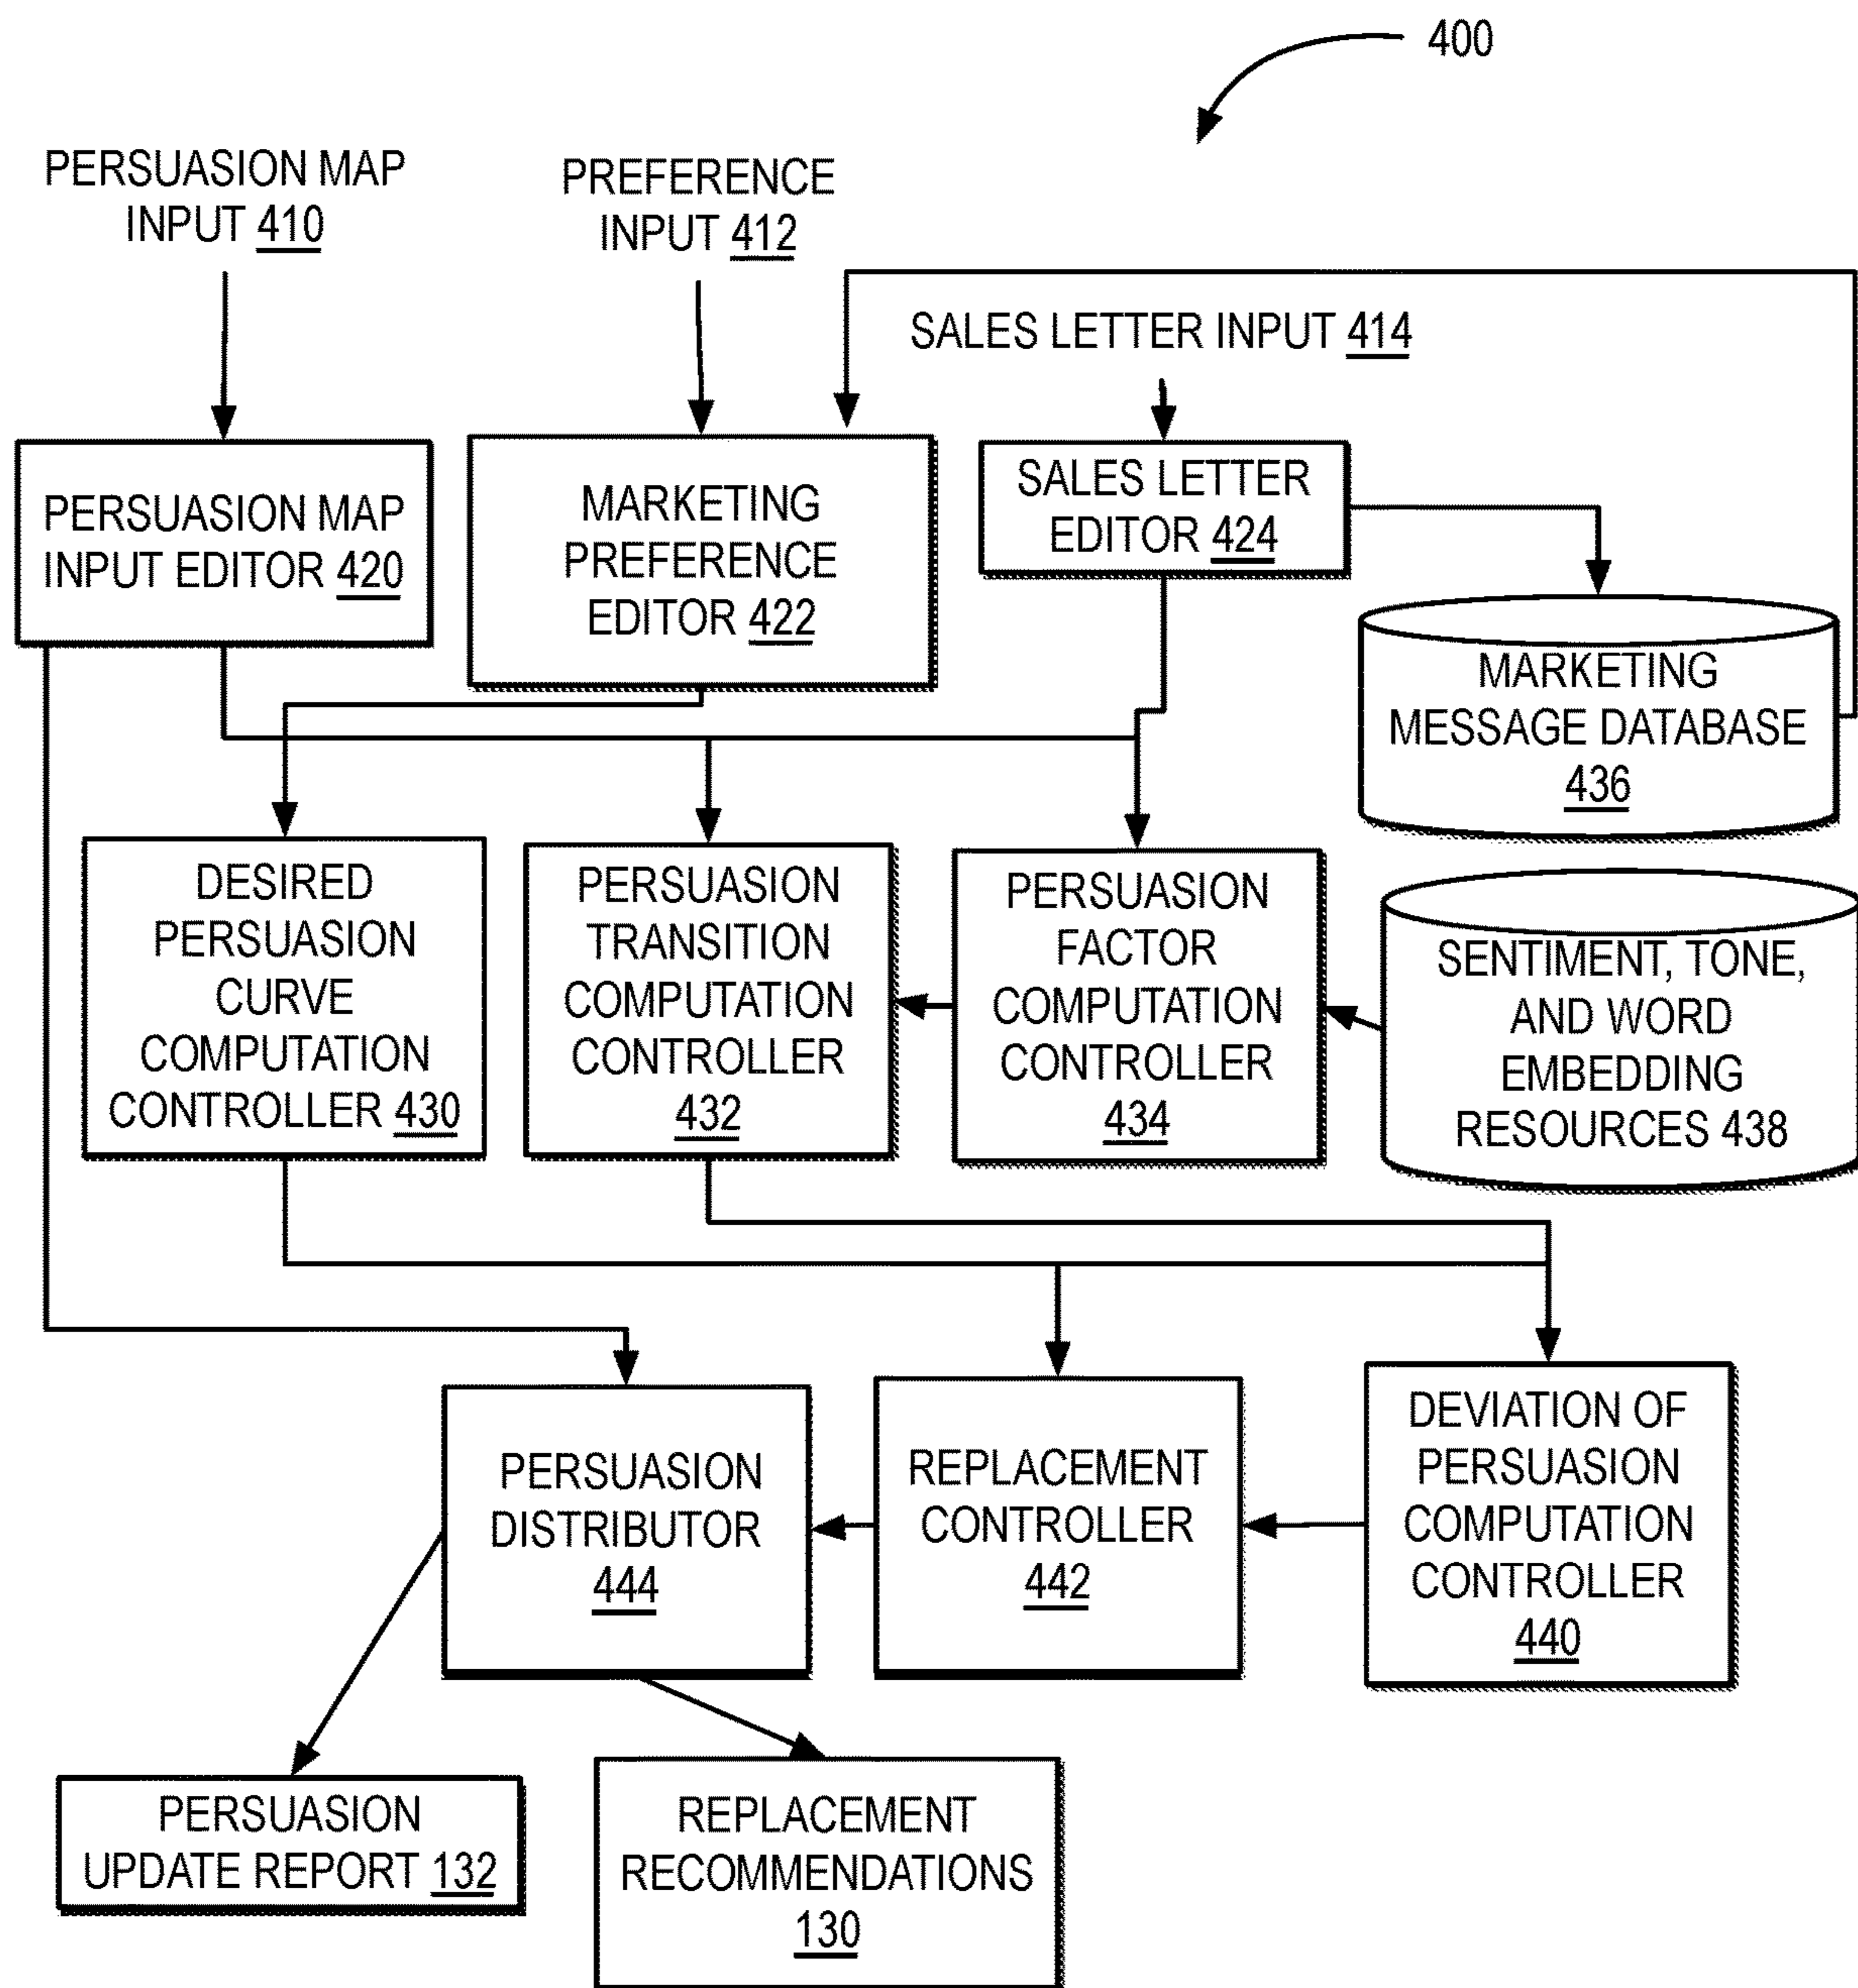 400
PERSUASION MAP
INPUT 410
PREFERENCE
INPUT 412
SALES LETTER INPUT 414
PERSUASION MAP
INPUT EDITOR 420
MARKETING
PREFERENCE
EDITOR 422
SALES LETTER
EDITOR 424
MARKETING
MESSAGE DATABASE
436
DESIRED
PERSUASION
CURVE
COMPUTATION
CONTROLLER 430
PERSUASION
TRANSITION
COMPUTATION
CONTROLLER
432
PERSUASION
FACTOR
COMPUTATION
CONTROLLER
434
SENTIMENT, TONE,
AND WORD
EMBEDDING
RESOURCES 438
PERSUASION
DISTRIBUTOR
444
REPLACEMENT
CONTROLLER
442
DEVIATION OF
PERSUASION
COMPUTATION
CONTROLLER
440
PERSUASION
UPDATE REPORT 132
REPLACEMENT
RECOMMENDATIONS
130